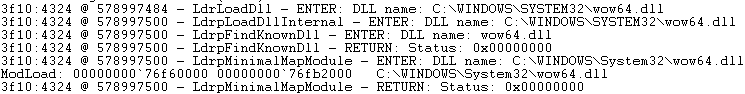 3f10:4324 @ 578997484 - LdrLoadDll - ENTER: DLL name: C:\WINDOWS\SYSTEM32\wow64.dll
3f10:4324 @ 578997500 - LdrpLoadDllInternal - ENTER: DLL name: C:\WINDOWS\SYSTEM32\wow64.dll
3f10:4324 @ 578997500 - LdrpFindKnownDll - ENTER: DLL name: wow64.dll
3f10:4324 @ 578997500 - LdrpFindKnownDll - RETURN: Status: 0x00000000
3f10:4324 @ 578997500 - LdrpMinimalMapModule - ENTER: DLL name: C:\WINDOWS\System32\wow64.dll
ModLoad: 00000000`76f60000 00000000`76fb2000   C:\WINDOWS\System32\wow64.dll
3f10:4324 @ 578997500 - LdrpMinimalMapModule - RETURN: Status: 0x00000000